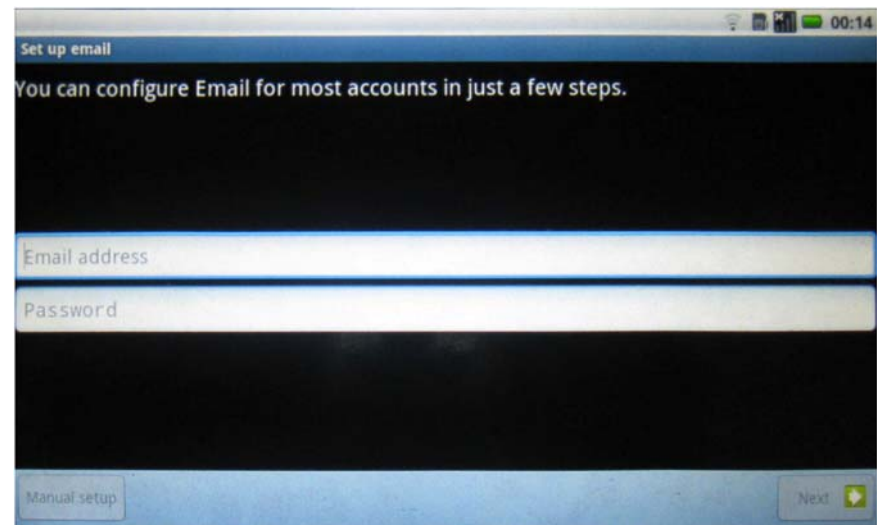 00:14
Set up email
You can configure Email for most accounts in just a few steps.
Email address
Password
Manual setup
Next